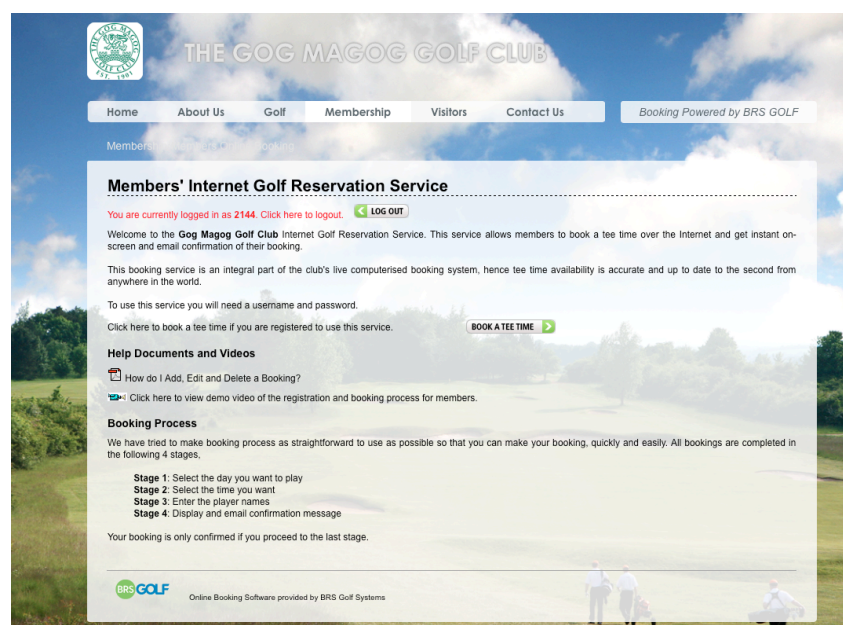 THE GOG MAGOG GOLF CLUB
EST. 1901
THE GOG MAGOG GOLF CLUB
Home About Us Golf Membership Visitors Contact Us Booking Powered by BRS GOLF
Members' Internet Golf Reservation Service
You are currently logged in as 2144. Click here to logout. LOG OUT
Welcome to the Gog Magog Golf Club Internet Golf Reservation Service. This service allows members to book a tee time over the Internet and get instant on-
screen and email confirmation of their booking.
This booking service is an integral part of the club's live computerised booking system, hence tee time availability is accurate and up to date to the second from
anywhere in the world.
To use this service you will need a username and password.
Click here to book a tee time if you are registered to use this service. BOOK A TEE TIME
Help Documents and Videos
How do I Add, Edit and Delete a Booking?
Click here to view demo video of the registration and booking process for members.
Booking Process
We have tried to make booking process as straightforward to use as possible so that you can make your booking, quickly and easily. All bookings are completed in
the following 4 stages,
Stage 1: Select the day you want to play
Stage 2: Select the time you want
Stage 3: Enter the player names
Stage 4: Display and email confirmation message
Your booking is only confirmed if you proceed to the last stage.
BRS GOLF
Online Booking Software provided by BRS Golf Systems